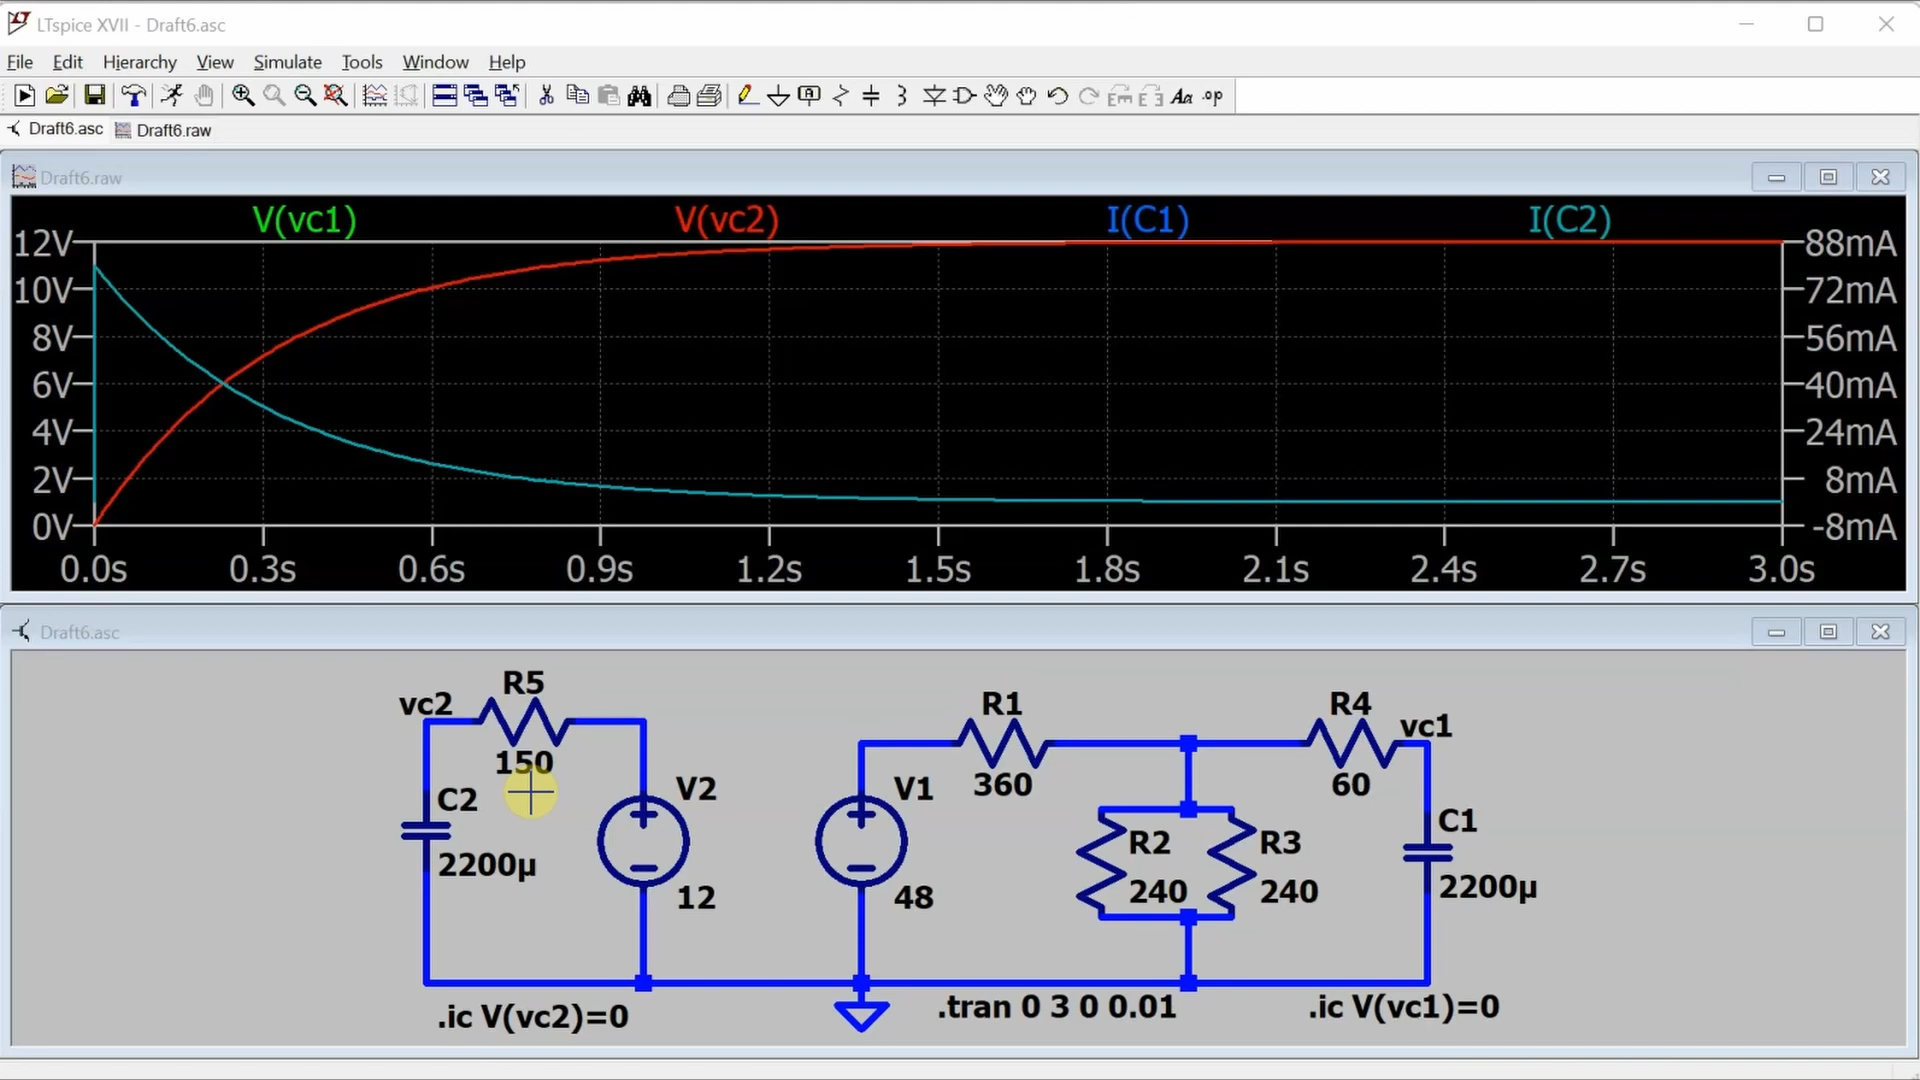 LTspice XVII - Draft6.asc
File Edit Hierarchy View Simulate Tools Window Help
Draft6.asc Draft6.raw
Draft6.raw
V(vc1) V(vc2) I(C1) I(C2)
12V 88mA
10V 72mA
8V 56mA
6V 40mA
4V 24mA
2V 8mA
0V -8mA
0.0s 0.3s 0.6s 0.9s 1.2s 1.5s 1.8s 2.1s 2.4s 2.7s 3.0s
Draft6.asc
R5
vc2 R1 R4
vc1
150
V2 V1 360 60
C2
C1
R2 R3
2200µ
12 48 240 240 2200µ
.ic V(vc2)=0 .tran 0 3 0 0.01 .ic V(vc1)=0